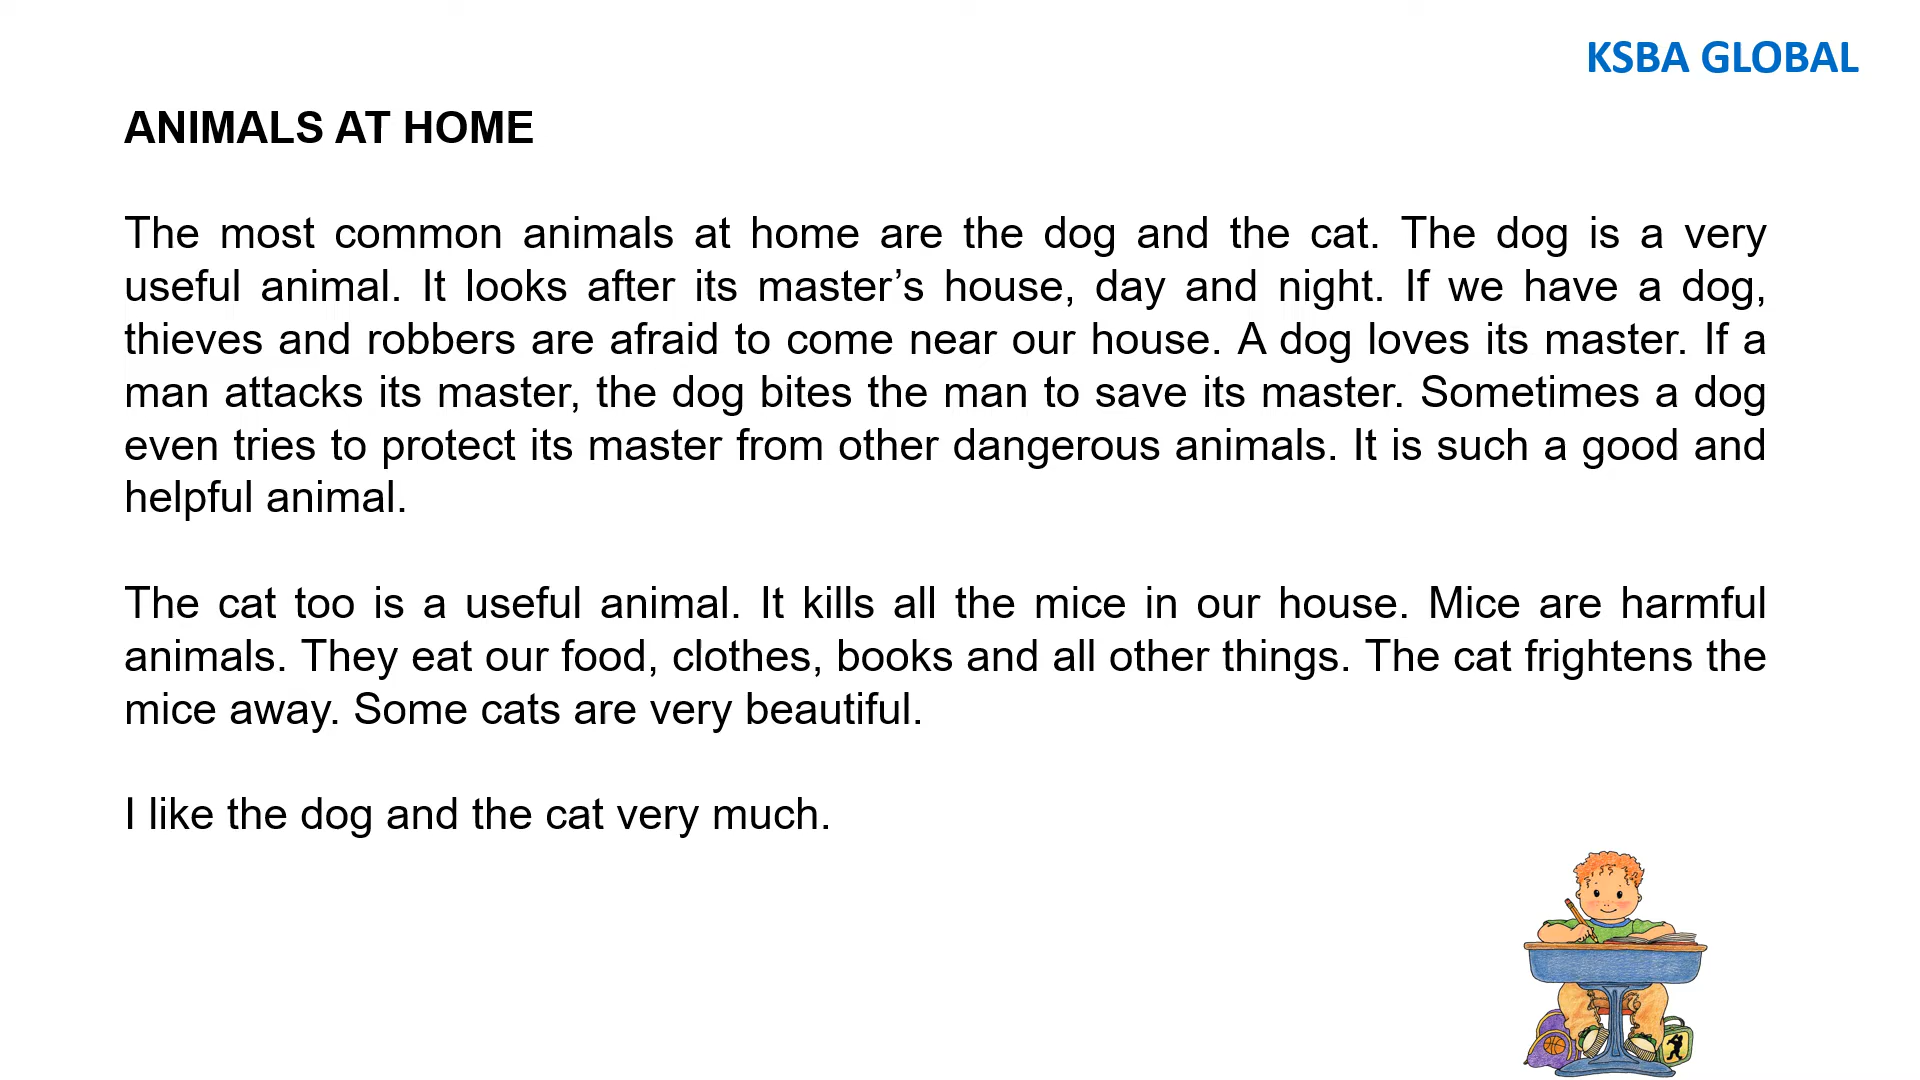 KSBA GLOBAL
ANIMALS AT HOME
The most common animals at home are the dog and the cat. The dog is a very
useful animal. It looks after its master’s house, day and night. If we have a dog,
thieves and robbers are afraid to come near our house. A dog loves its master. If a
man attacks its master, the dog bites the man to save its master. Sometimes a dog
even tries to protect its master from other dangerous animals. It is such a good and
helpful animal.
The cat too is a useful animal. It kills all the mice in our house. Mice are harmful
animals. They eat our food, clothes, books and all other things. The cat frightens the
mice away. Some cats are very beautiful.
I like the dog and the cat very much.